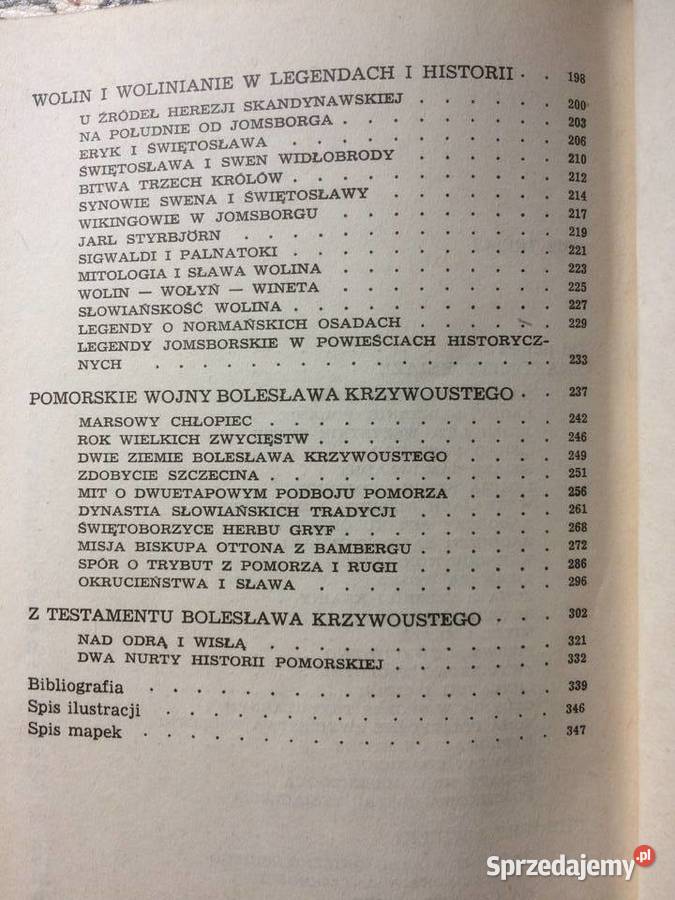 WOLIN I WOLINIANIE W LEGENDACH I HISTORII . . 198
U ŹRÓDEŁ HEREZJI SKANDYNAWSKIEJ . . . . . . 200
NA POŁUDNIE OD JOMSBORGA . . . . . . . . 203
ERYK I ŚWIĘTOSŁAWA . . . . . . . . . . 206
ŚWIĘTOSŁAWA I SWEN WIDŁOBRODY . . . . . . 210
BITWA TRZECH KRÓLÓW . . . . . . . . . . 212
SYNOWIE SWENA I ŚWIĘTOSŁAWY . . . . . . . 214
WIKINGOWIE W JOMSBORGU . . . . . . . . 217
JARL STYRBJÖRN . . . . . . . . . . . . 219
SIGWALDI I PALNATOKI . . . . . . . . . . 221
MITOLOGIA I SŁAWA WOLINA . . . . . . . . 223
WOLIN — WOŁYŃ — WINETA . . . . . . . . 225
SŁOWIAŃSKOŚĆ WOLINA . . . . . . . . . . 227
LEGENDY O NORMAŃSKICH OSADACH . . . . . . 229
LEGENDY JOMSBORSKIE W POWIEŚCIACH HISTORYCZ-
NYCH . . . . . . . . . . . . . . . . 233
POMORSKIE WOJNY BOLESŁAWA KRZYWOUSTEGO . . 237
MARSOWY CHŁOPIEC . . . . . . . . . . . 242
ROK WIELKICH ZWYCIĘSTW . . . . . . . . . 246
DWIE ZIEMIE BOLESŁAWA KRZYWOUSTEGO . . . . 249
ZDOBYCIE SZCZECINA . . . . . . . . . . . 251
MIT O DWUETAPOWYM PODBOJU POMORZA . . . . 256
DYNASTIA SŁOWIAŃSKICH TRADYCJI . . . . . . 261
ŚWIĘTOBORZYCE HERBU GRYF . . . . . . . . 268
MISJA BISKUPA OTTONA Z BAMBERGU . . . . . 272
SPÓR O TRYBUT Z POMORZA I RUGII . . . . . . 286
OKRUCIEŃSTWA I SŁAWA . . . . . . . . . . 296
Z TESTAMENTU BOLESŁAWA KRZYWOUSTEGO . . . 302
NAD ODRĄ I WISŁĄ . . . . . . . . . . . 321
DWA NURTY HISTORII POMORSKIEJ . . . . . . 332
Bibliografia . . . . . . . . . . . . . . . . 339
Spis ilustracji . . . . . . . . . . . . . . . 346
Spis mapek . . . . . . . . . . . . . . . . 347
Sprzedajemy.pl